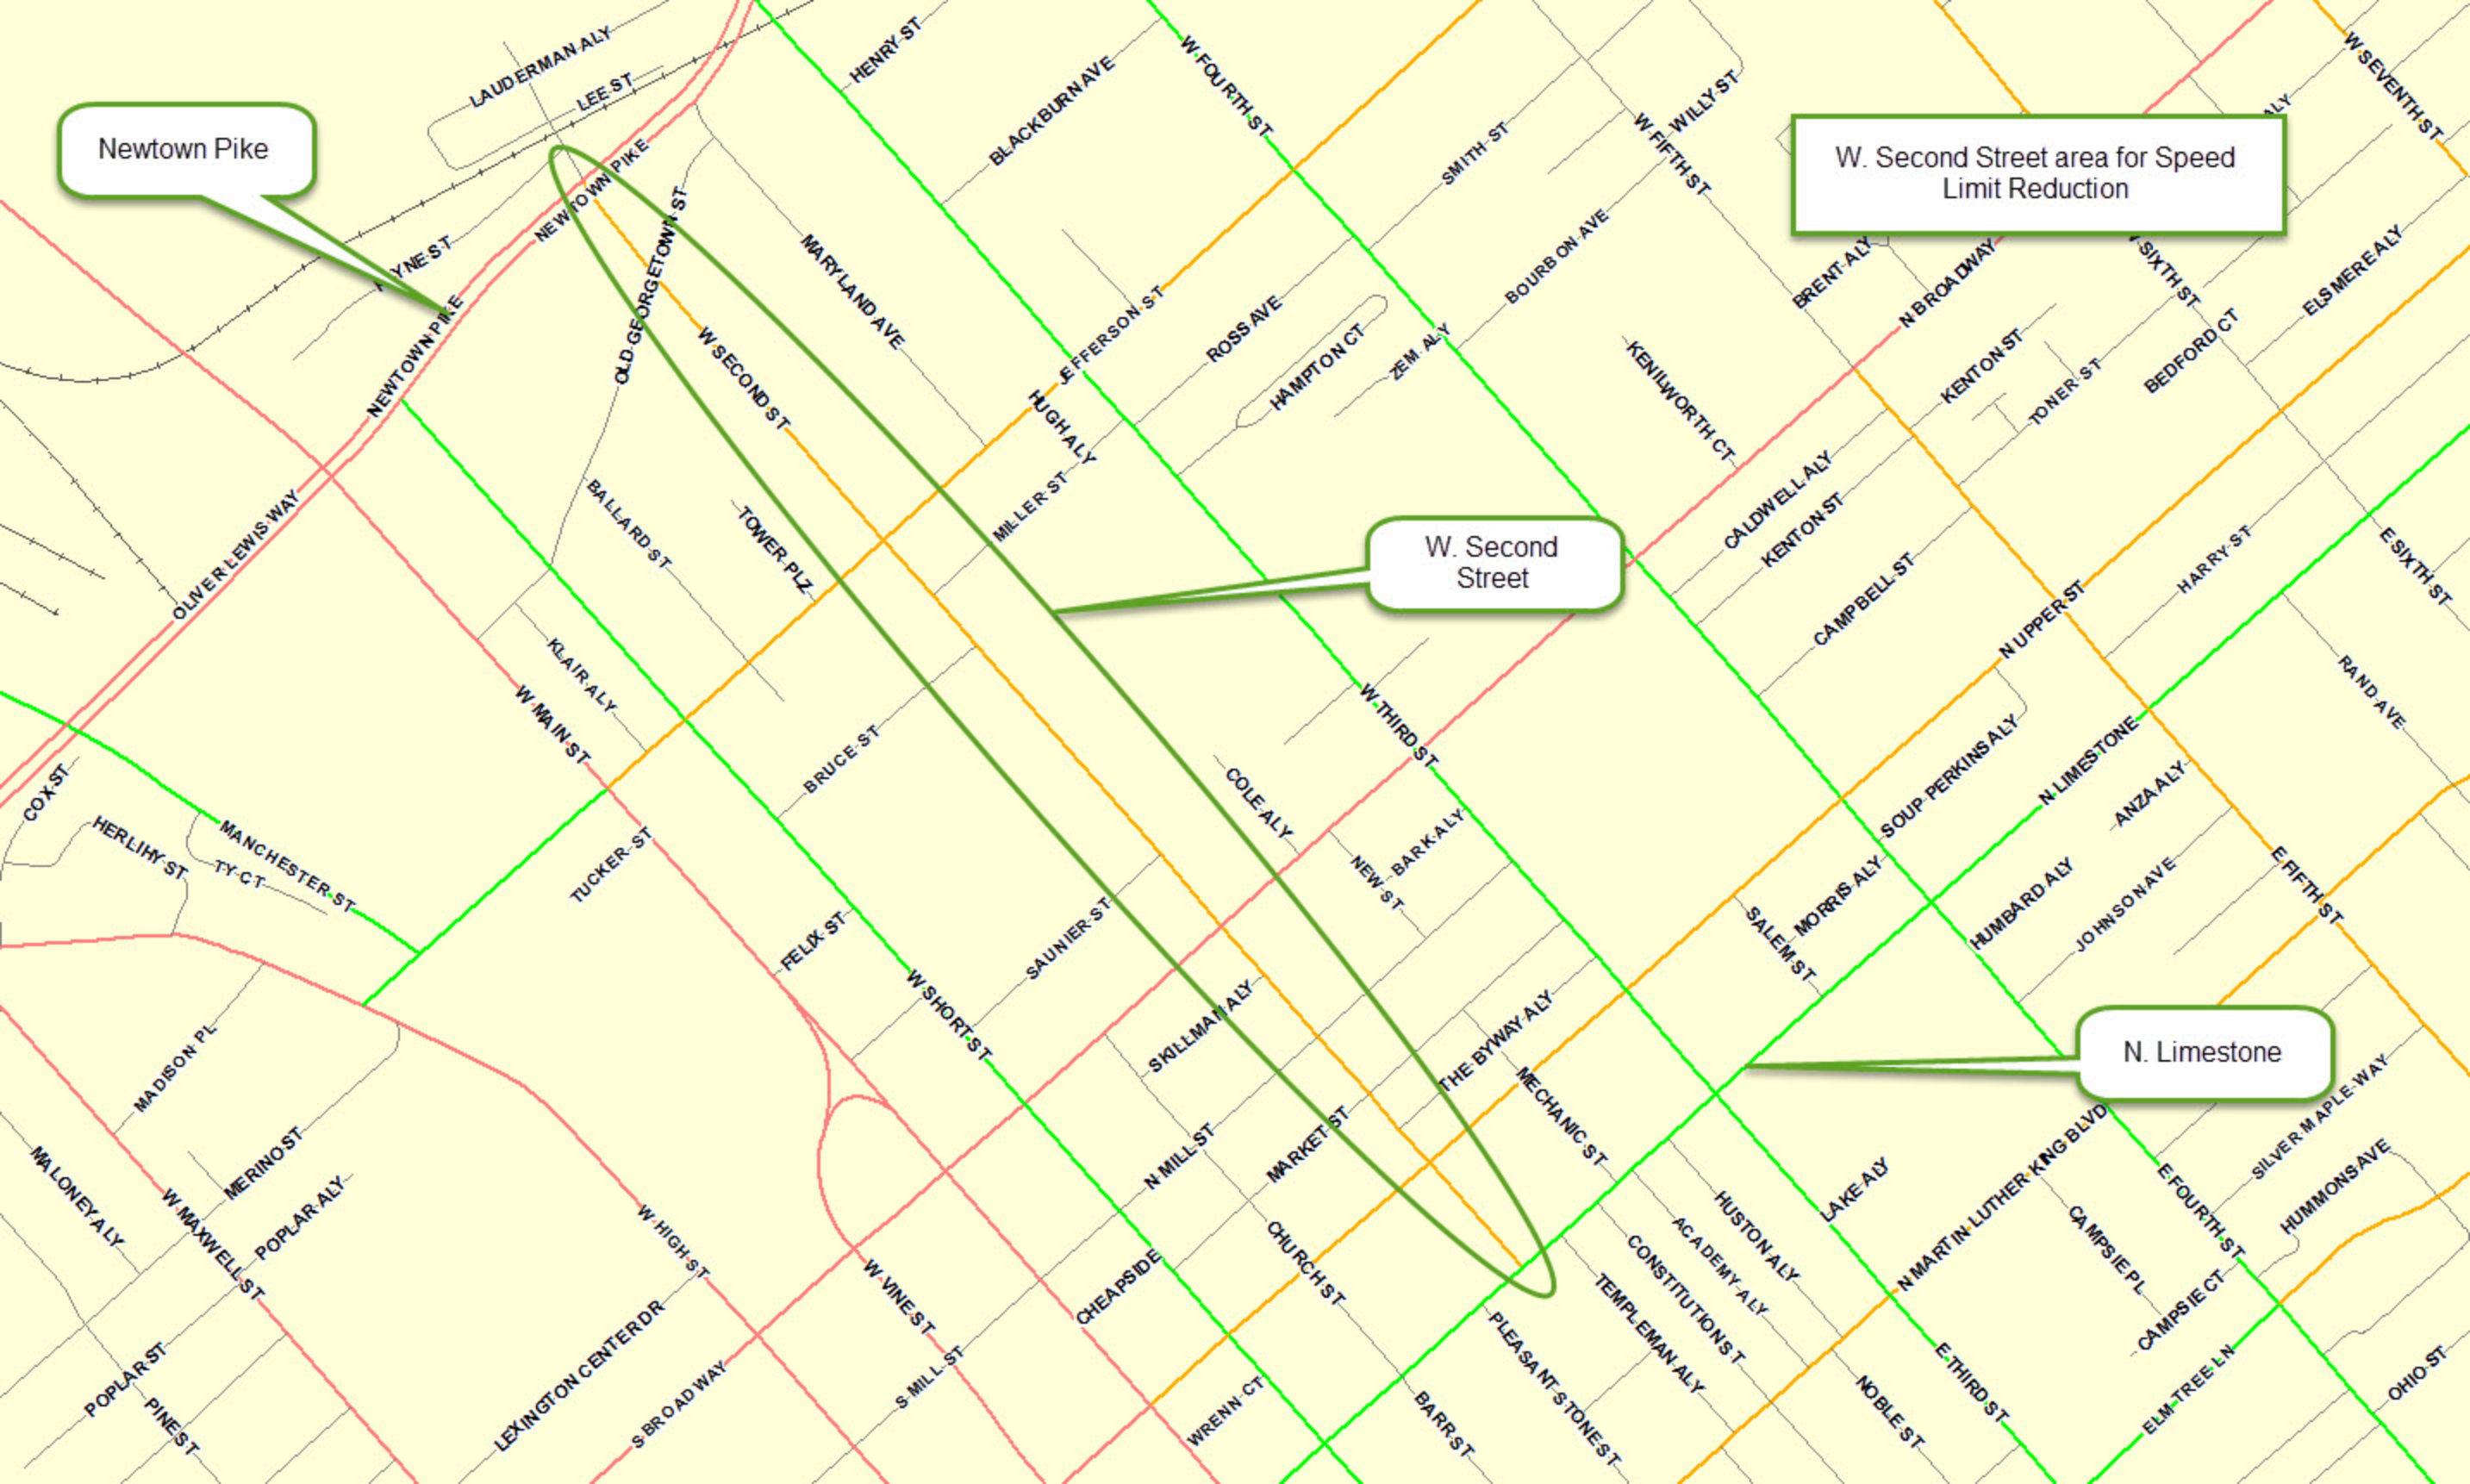 LAUDERMAN ALY
HENRY ST
LEE ST
BLACKBURN AVE
W FOURTH ST
WILLY ST
W SEVENTH ST
ALY
Newtown Pike
W. Second Street area for Speed
Limit Reduction
NEWTOWN PIKE
SMITH ST
W FIFTH ST
YNE ST
OLD GEORGETOWN ST
MARYLAND AVE
BOURBON AVE
BRENT ALY
N BROADWAY
SIXTH ST
ELSMERE ALY
NEWTOWN PIKE
W SECOND ST
JEFFERSON ST
ROSS AVE
HAMPTON CT
ZEM ALY
KENILWORTH CT
KENTON ST
TONER ST
BEDFORD CT
HUGH ALY
OLIVER LEWIS WAY
BALLARD ST
TOWER PLZ
MILLER ST
W. Second
Street
CALDWELL ALY
KENTON ST
CAMPBELL ST
HARRY ST
E SIXTH ST
N UPPER ST
KLAIR ALY
W MAIN ST
BRUCE ST
W THIRD ST
RAND AVE
COX ST
HERLIHY ST
TY CT
MANCHESTER ST
TUCKER ST
COLE ALY
NEW ST
BARK ALY
SOUP PERKINS ALY
N LIMESTONE
ANZA ALY
FELIX ST
SAUNIER ST
SALEM ST
MORRIS ALY
HUMBARD ALY
JOHNSON AVE
E FIFTH ST
W SHORT ST
SKILLMAN ALY
THE BYWAY ALY
N. Limestone
MADISON PL
MERINO ST
MALONEY ALY
POPLAR ALY
W MAXWELL ST
W HIGH ST
N MILL ST
MARKET ST
MECHANIC ST
LAKE ALY
N MARTIN LUTHER KING BLVD
SILVER MAPLE WAY
HUMMONS AVE
E FOURTH ST
CAMPSIE PL
CAMPSIE CT
HUSTON ALY
ACADEMY ALY
CONSTITUTION ST
TEMPLEMAN ALY
W VINE ST
CHEAPSIDE
CHURCH ST
PLEASANT STONE ST
E THIRD ST
ELM TREE LN
OHIO ST
POPLAR ST
PINE ST
LEXINGTON CENTER DR
S BROADWAY
S MILL ST
WRENN CT
BARR ST
NOBLE ST